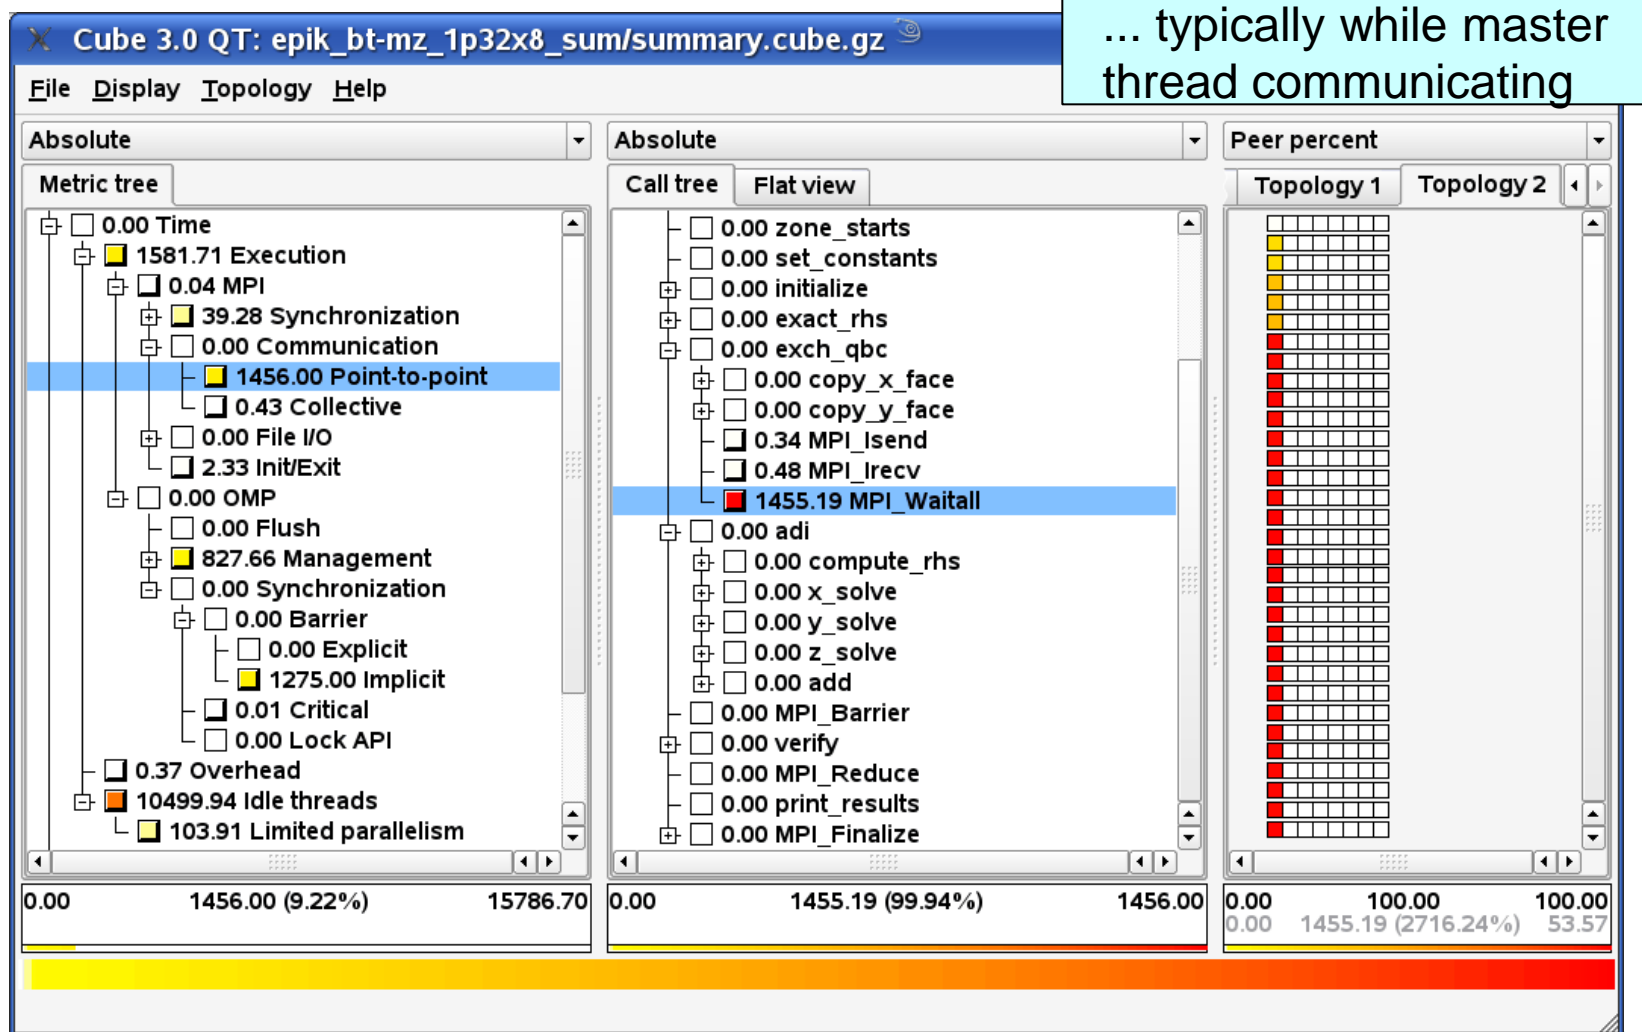 Cube 3.0 QT: epik_bt-mz_1p32x8_sum/summary.cube.gz
... typically while master
thread communicating
File Display Topology Help
Absolute
Metric tree
0.00 Time
1581.71 Execution
0.04 MPI
39.28 Synchronization
0.00 Communication
1456.00 Point-to-point
0.43 Collective
0.00 File I/O
2.33 Init/Exit
0.00 OMP
0.00 Flush
827.66 Management
0.00 Synchronization
0.00 Barrier
0.00 Explicit
1275.00 Implicit
0.01 Critical
0.00 Lock API
0.37 Overhead
10499.94 Idle threads
103.91 Limited parallelism
0.00 1456.00 (9.22%) 15786.70
Absolute
Call tree Flat view
0.00 zone_starts
0.00 set_constants
0.00 initialize
0.00 exact_rhs
0.00 exch_qbc
0.00 copy_x_face
0.00 copy_y_face
0.34 MPI_Isend
0.48 MPI_Irecv
1455.19 MPI_Waitall
0.00 adi
0.00 compute_rhs
0.00 x_solve
0.00 y_solve
0.00 z_solve
0.00 add
0.00 MPI_Barrier
0.00 verify
0.00 MPI_Reduce
0.00 print_results
0.00 MPI_Finalize
0.00 1455.19 (99.94%) 1456.00
Peer percent
Topology 1 Topology 2
0.00 100.00 100.00
0.00 1455.19 (2716.24%) 53.57